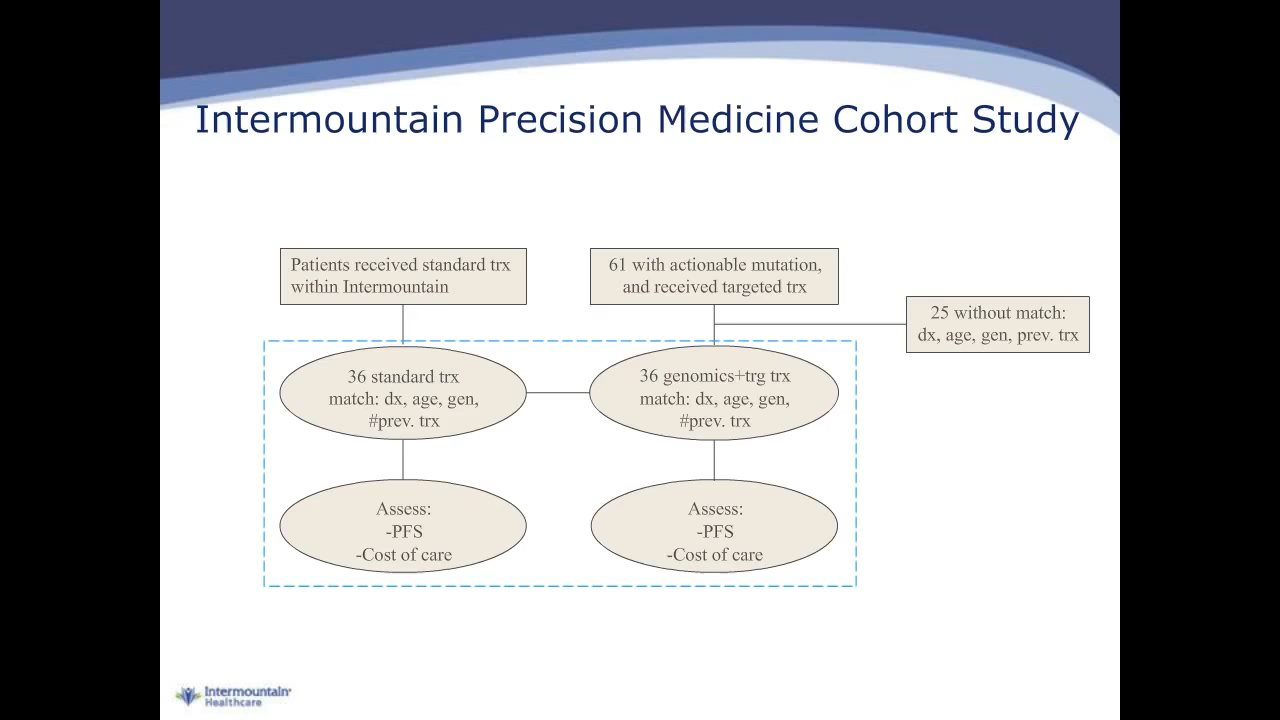 Intermountain Precision Medicine Cohort Study
Patients received standard trx
within Intermountain
61 with actionable mutation,
and received targeted trx
25 without match:
dx, age, gen, prev. trx
36 standard trx
match: dx, age, gen,
#prev. trx
36 genomics+trg trx
match: dx, age, gen,
#prev. trx
Assess:
-PFS
-Cost of care
Assess:
-PFS
-Cost of care
Intermountain
Healthcare